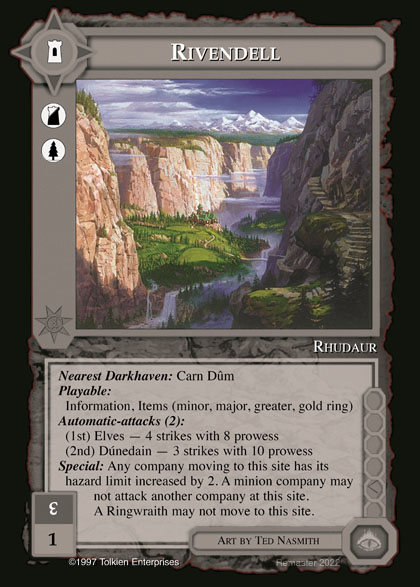 RIVENDELL
RHUDAUR
Nearest Darkhaven: Carn Dûm
Playable:
Information, Items (minor, major, greater, gold ring)
Automatic-attacks (2):
(1st) Elves — 4 strikes with 8 prowess
(2nd) Dúnedain — 3 strikes with 10 prowess
Special: Any company moving to this site has its
hazard limit increased by 2. A minion company may
not attack another company at this site.
A Ringwraith may not move to this site.
ε
1
ART BY TED NASMITH
©1997 Tolkien Enterprises
Remaster 2022